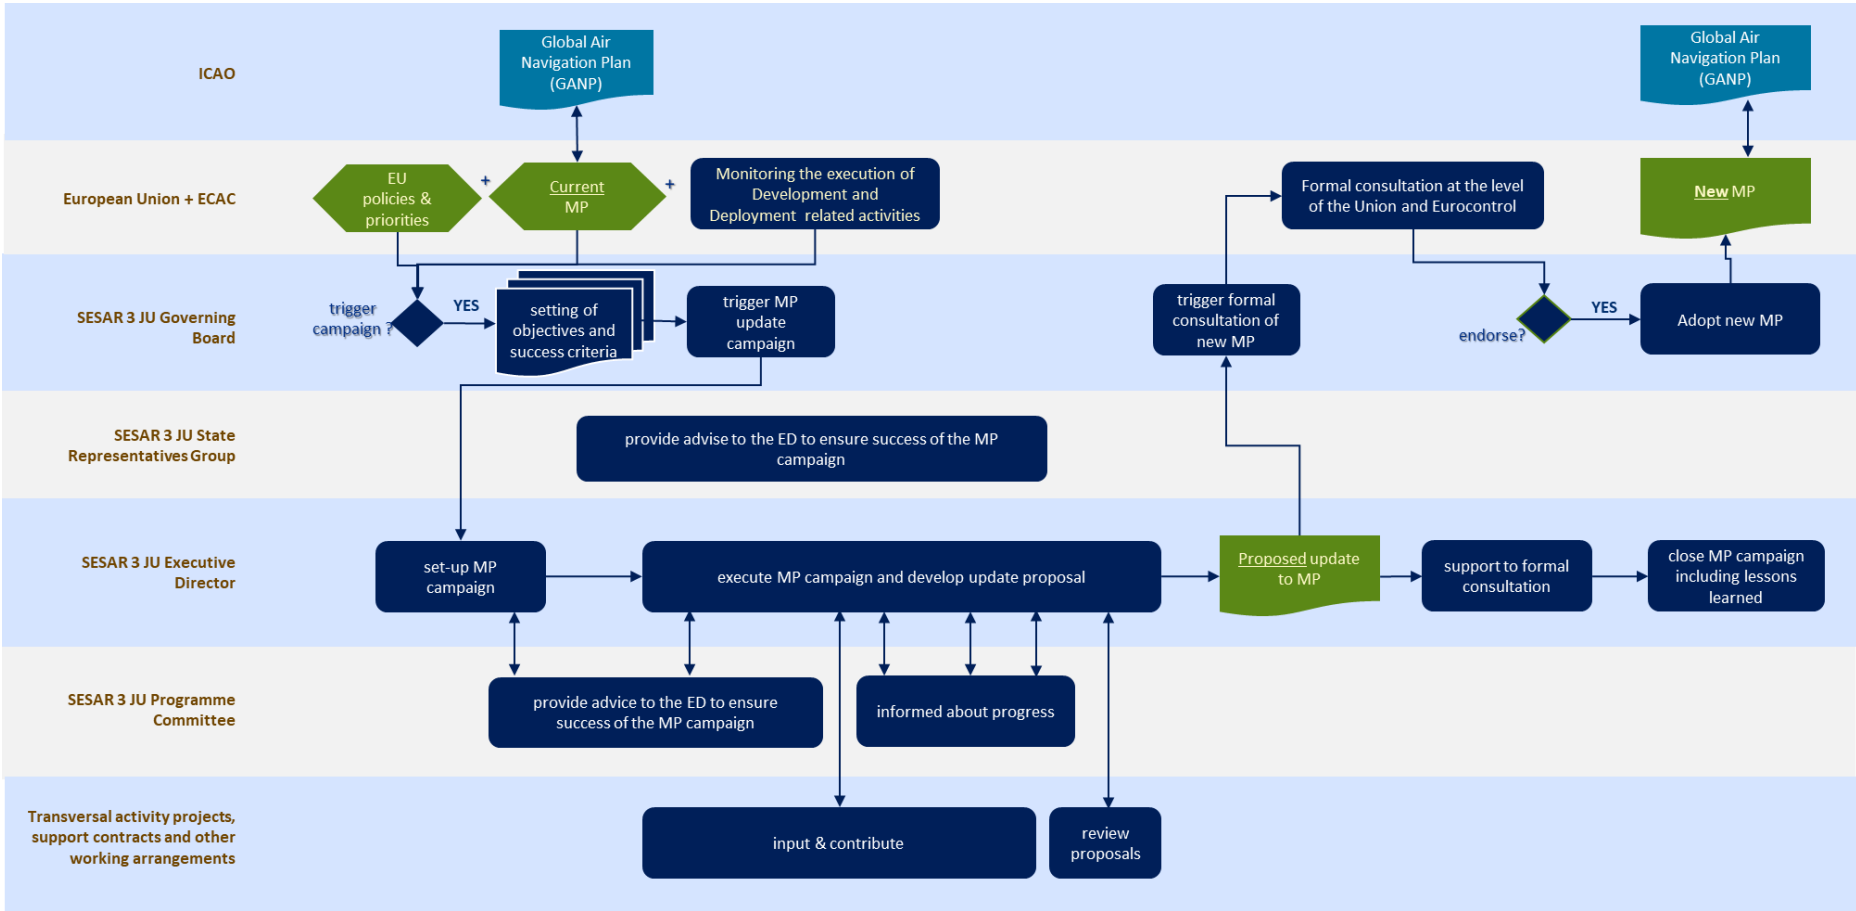 ICAO
Global Air
Navigation Plan
(GANP)
Global Air
Navigation Plan
(GANP)
European Union + ECAC
EU
policies &
priorities
+
Current
MP
+
Monitoring the execution of
Development and
Deployment related activities
Formal consultation at the level
of the Union and Eurocontrol
New MP
SESAR 3 JU Governing
Board
trigger
campaign ?
YES
setting of
objectives and
success criteria
trigger MP
update
campaign
trigger formal
consultation of
new MP
endorse?
YES
Adopt new MP
SESAR 3 JU State
Representatives Group
provide advise to the ED to ensure success of the MP
campaign
SESAR 3 JU Executive
Director
set-up MP
campaign
execute MP campaign and develop update proposal
Proposed update
to MP
support to formal
consultation
close MP campaign
including lessons
learned
SESAR 3 JU Programme
Committee
provide advice to the ED to ensure
success of the MP campaign
informed about progress
Transversal activity projects,
support contracts and other
working arrangements
input & contribute
review
proposals